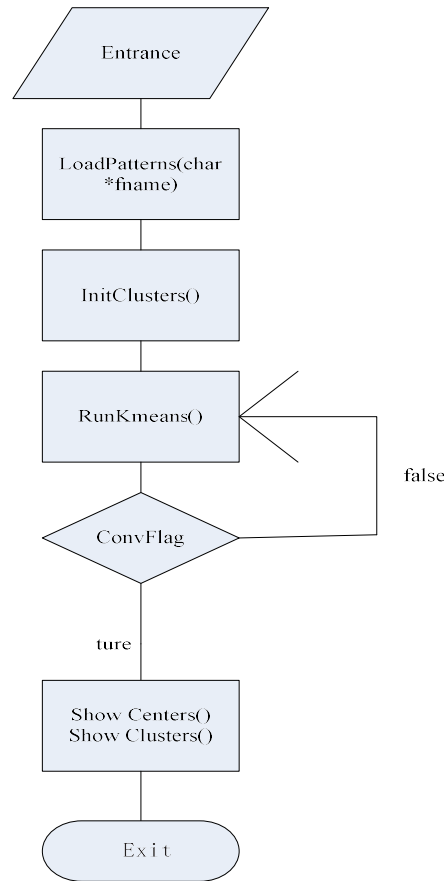 Entrance
LoadPatterns(char
*fname)
InitClusters()
RunKmeans()
false
ConvFlag
ture
Show Centers()
Show Clusters()
Exit